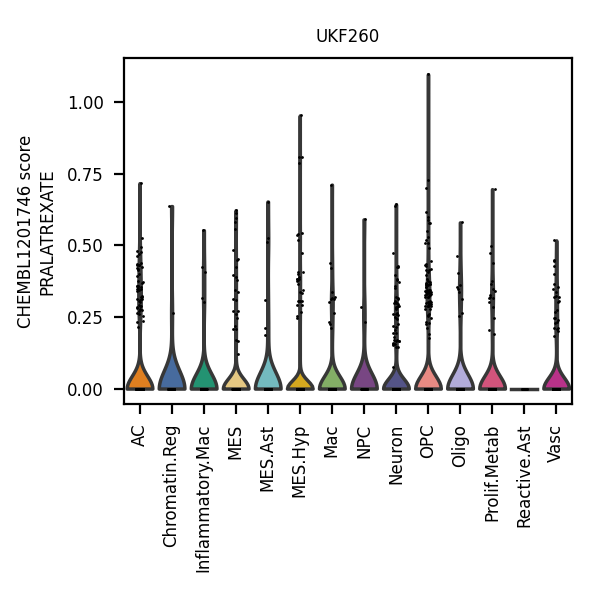 UKF260
CHEMBL1201746 score
PRALATREXATE
1.00
0.75
0.50
0.25
0.00
AC
Chromatin.Reg
Inflammatory.Mac
MES
MES.Ast
MES.Hyp
Mac
NPC
Neuron
OPC
Oligo
Prolif.Metab
Reactive.Ast
Vasc